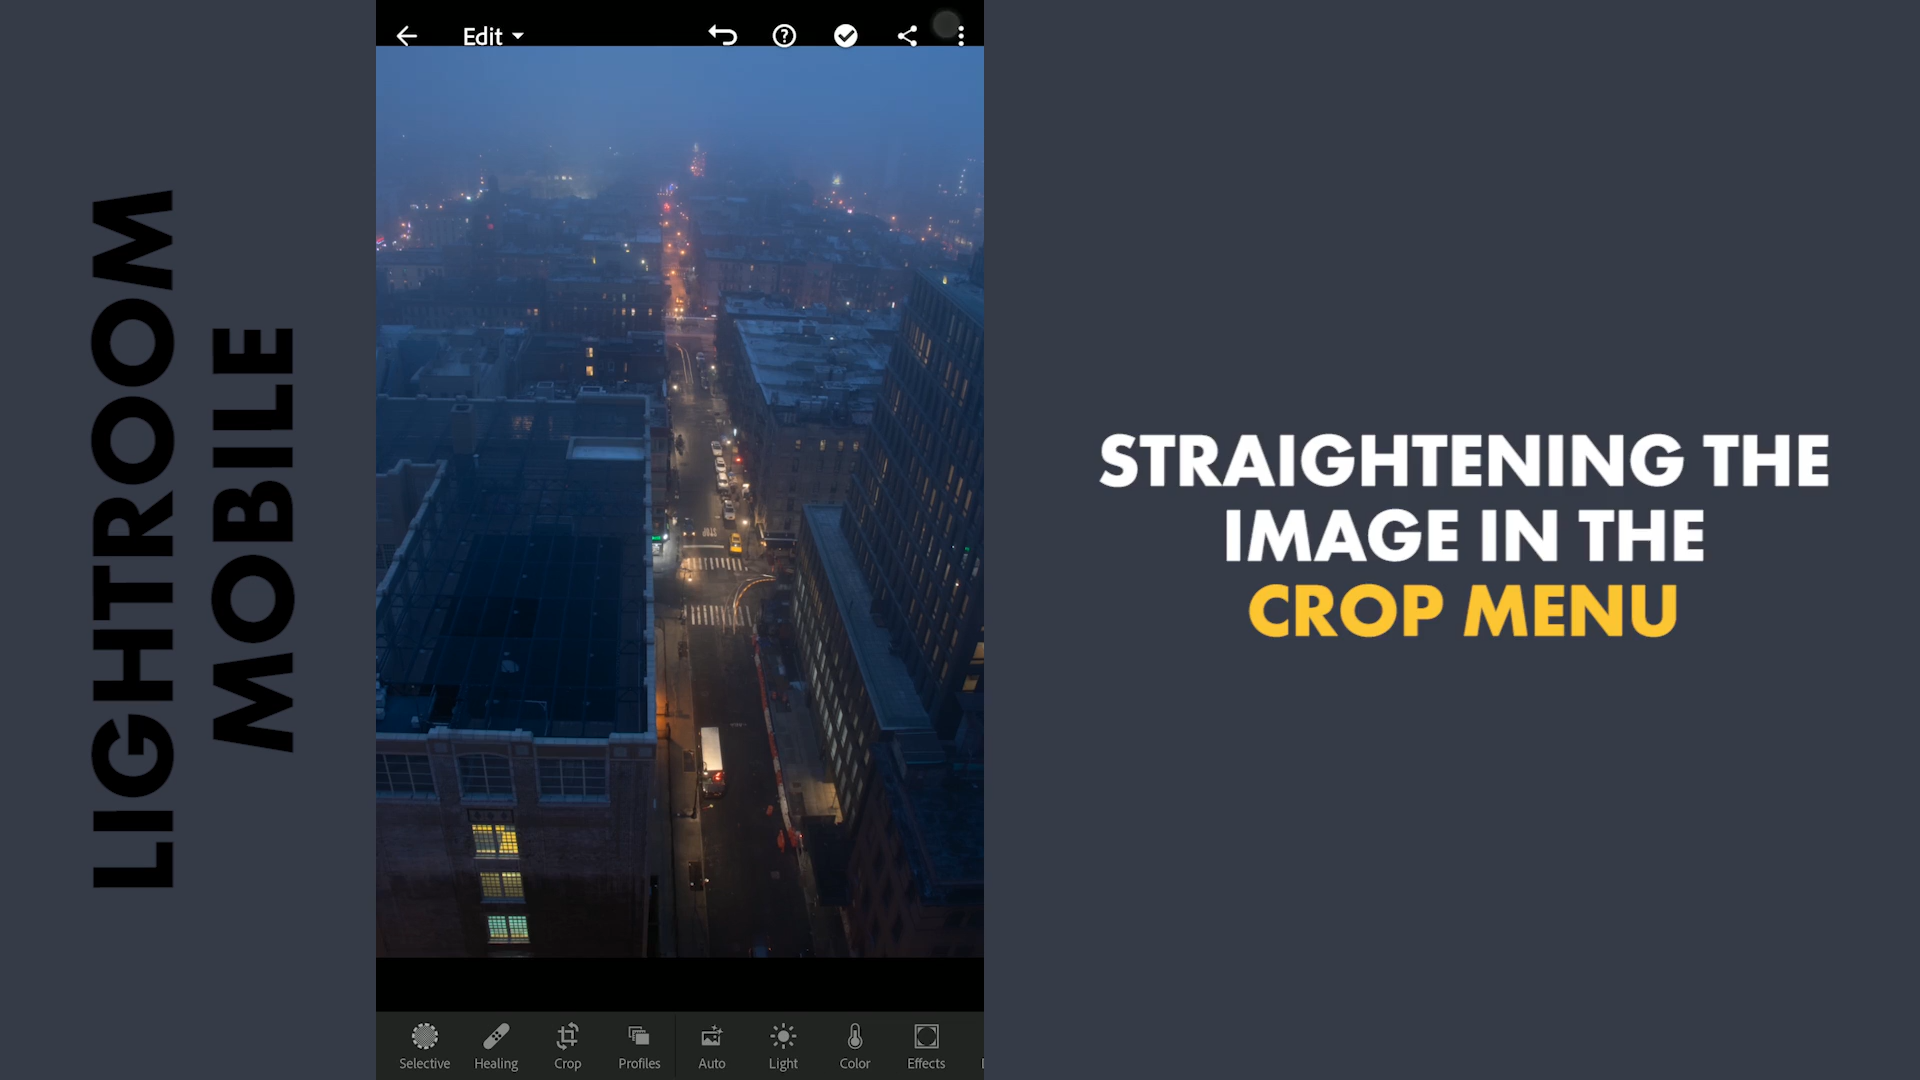 LIGHTROOM
MOBILE
Edit
Selective
Healing
Crop
Profiles
Auto
Light
Color
Effects
STRAIGHTENING THE
IMAGE IN THE
CROP MENU